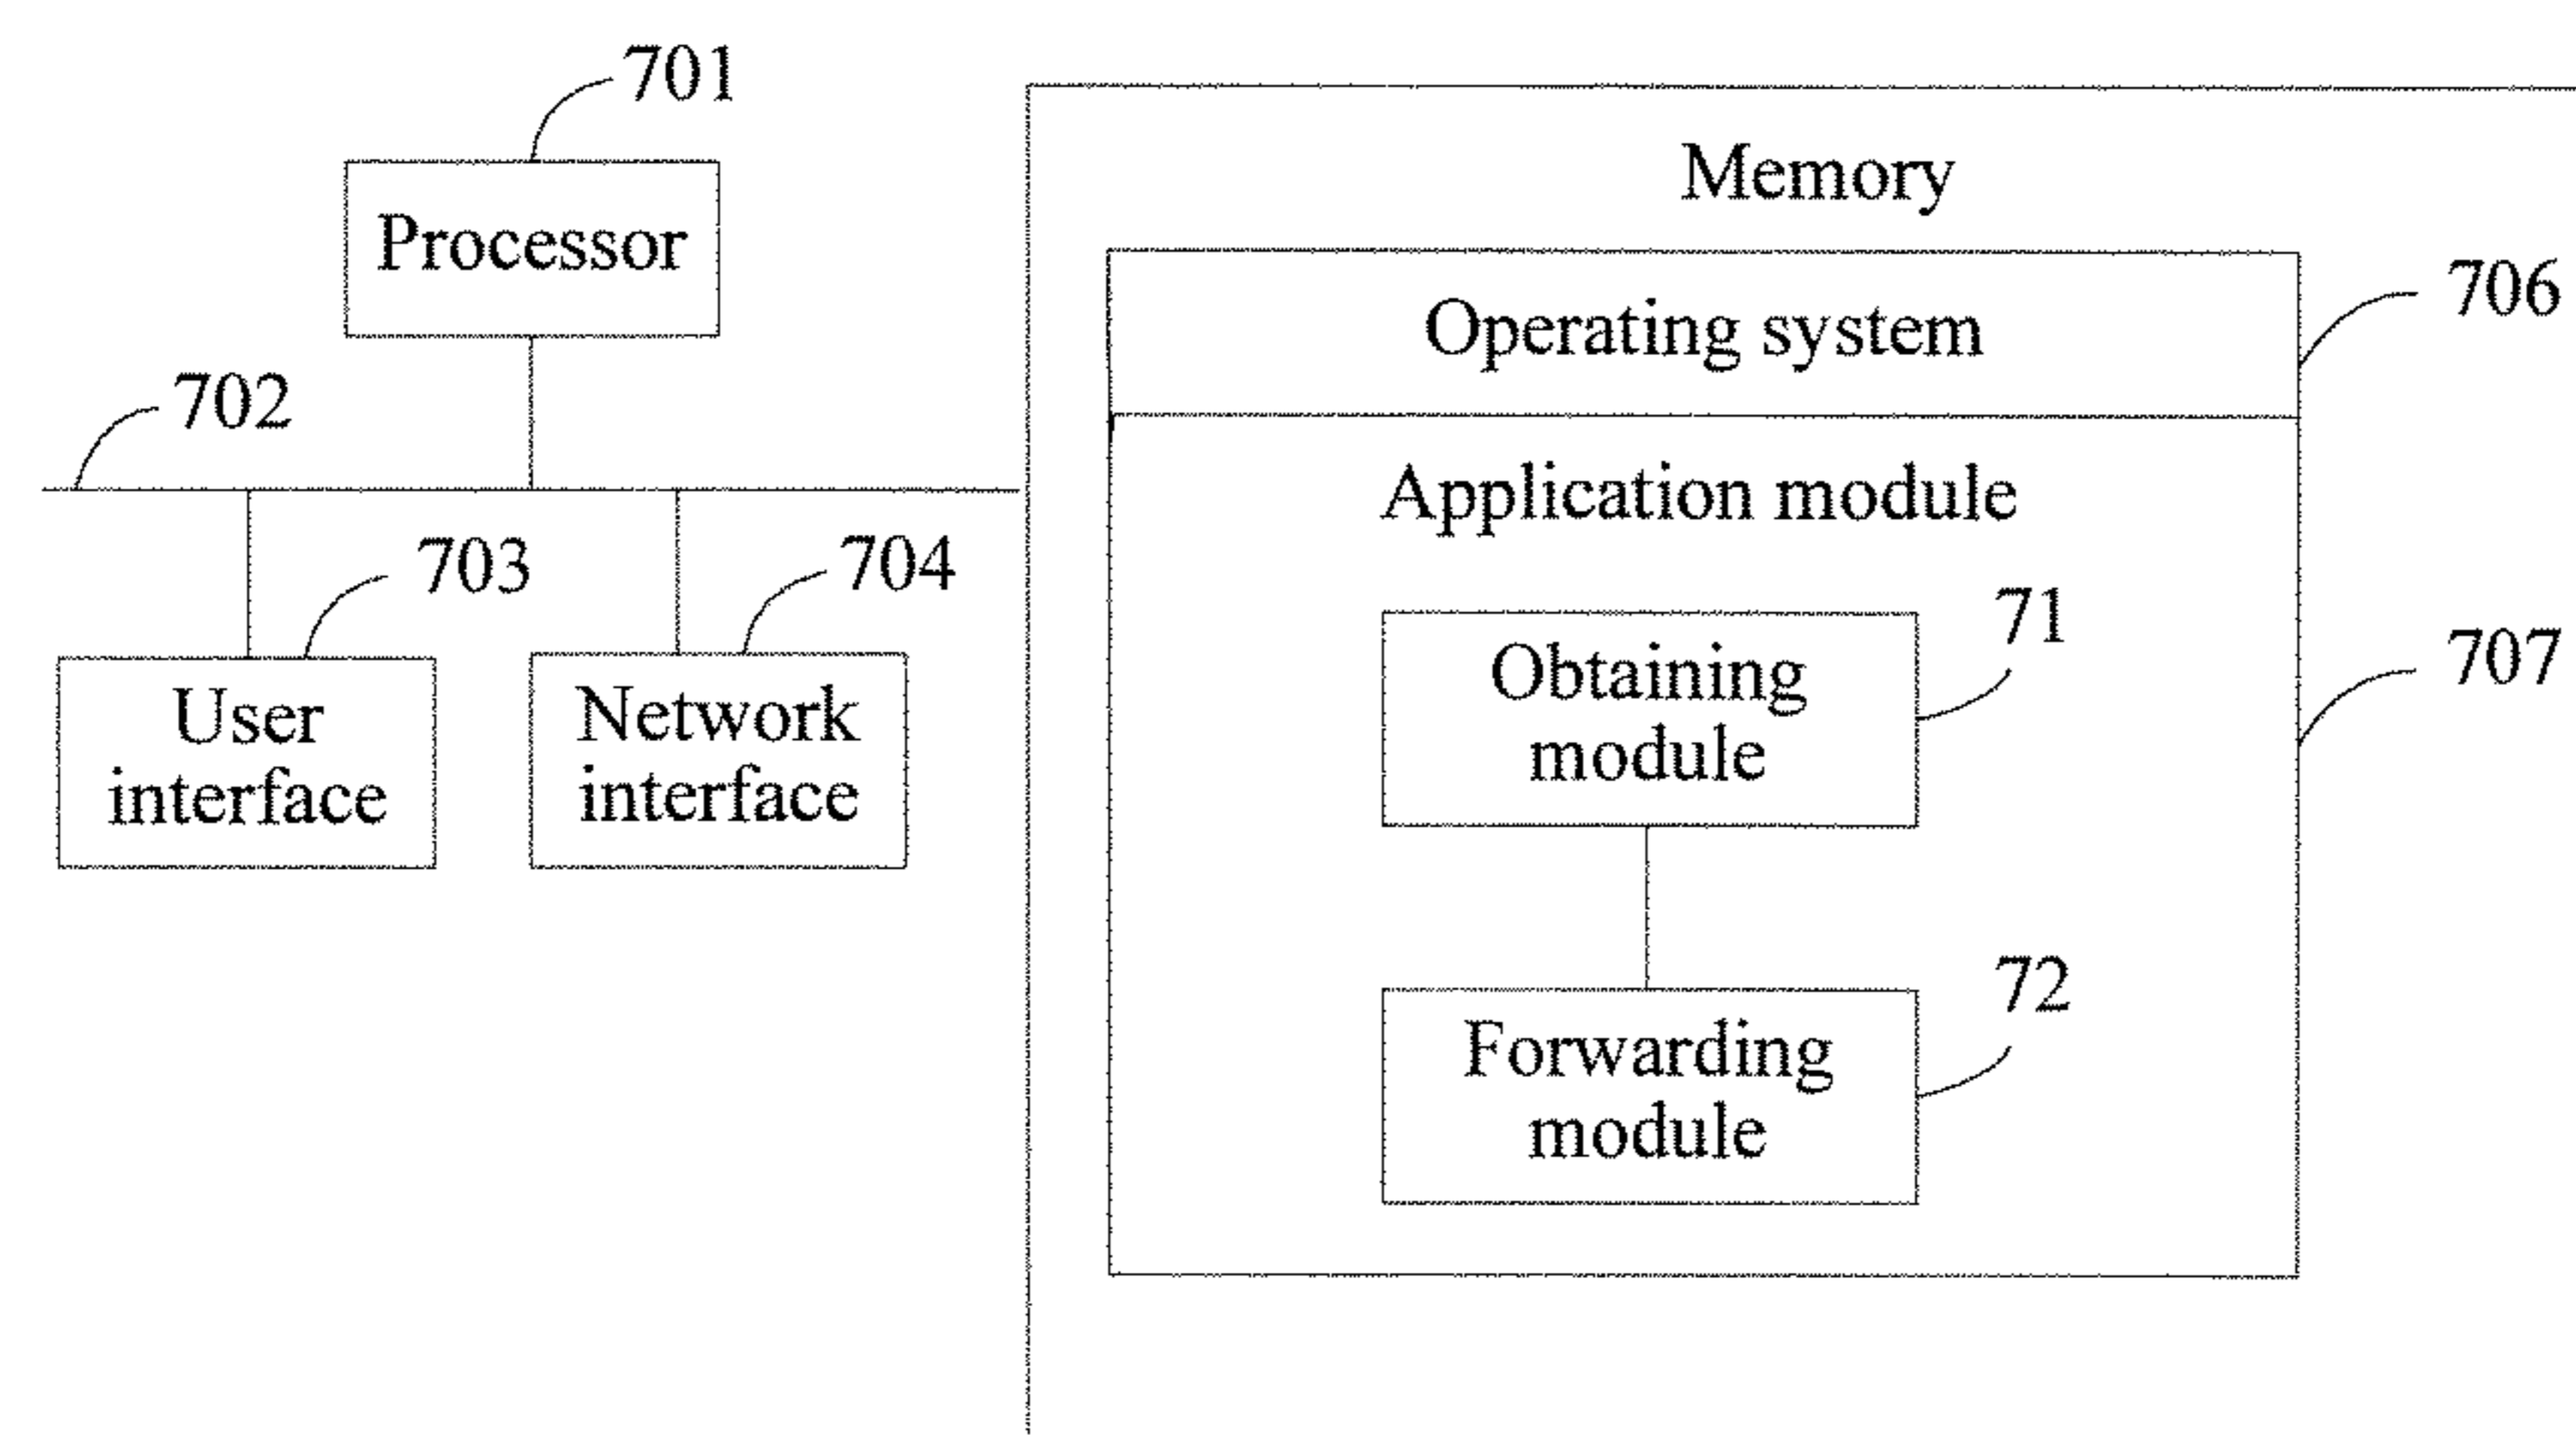 701
Processor
702
703
704
User
interface
Network
interface
Memory
Operating system
706
Application module
71
Obtaining
module
707
72
Forwarding
module